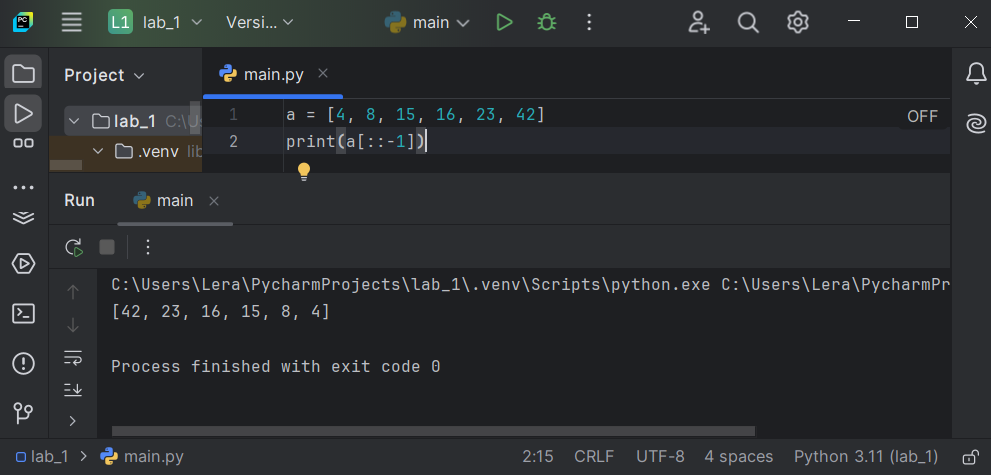 PC L1 lab_1 Versi... main
Project
main.py
lab_1 C:\Us
.venv lib
1 a = [4, 8, 15, 16, 23, 42]
OFF
2 print(a[::-1])
Run main
C:\Users\Lera\PycharmProjects\lab_1\.venv\Scripts\python.exe C:\Users\Lera\PycharmPr
[42, 23, 16, 15, 8, 4]
Process finished with exit code 0
lab_1 > main.py 2:15 CRLF UTF-8 4 spaces Python 3.11 (lab_1)